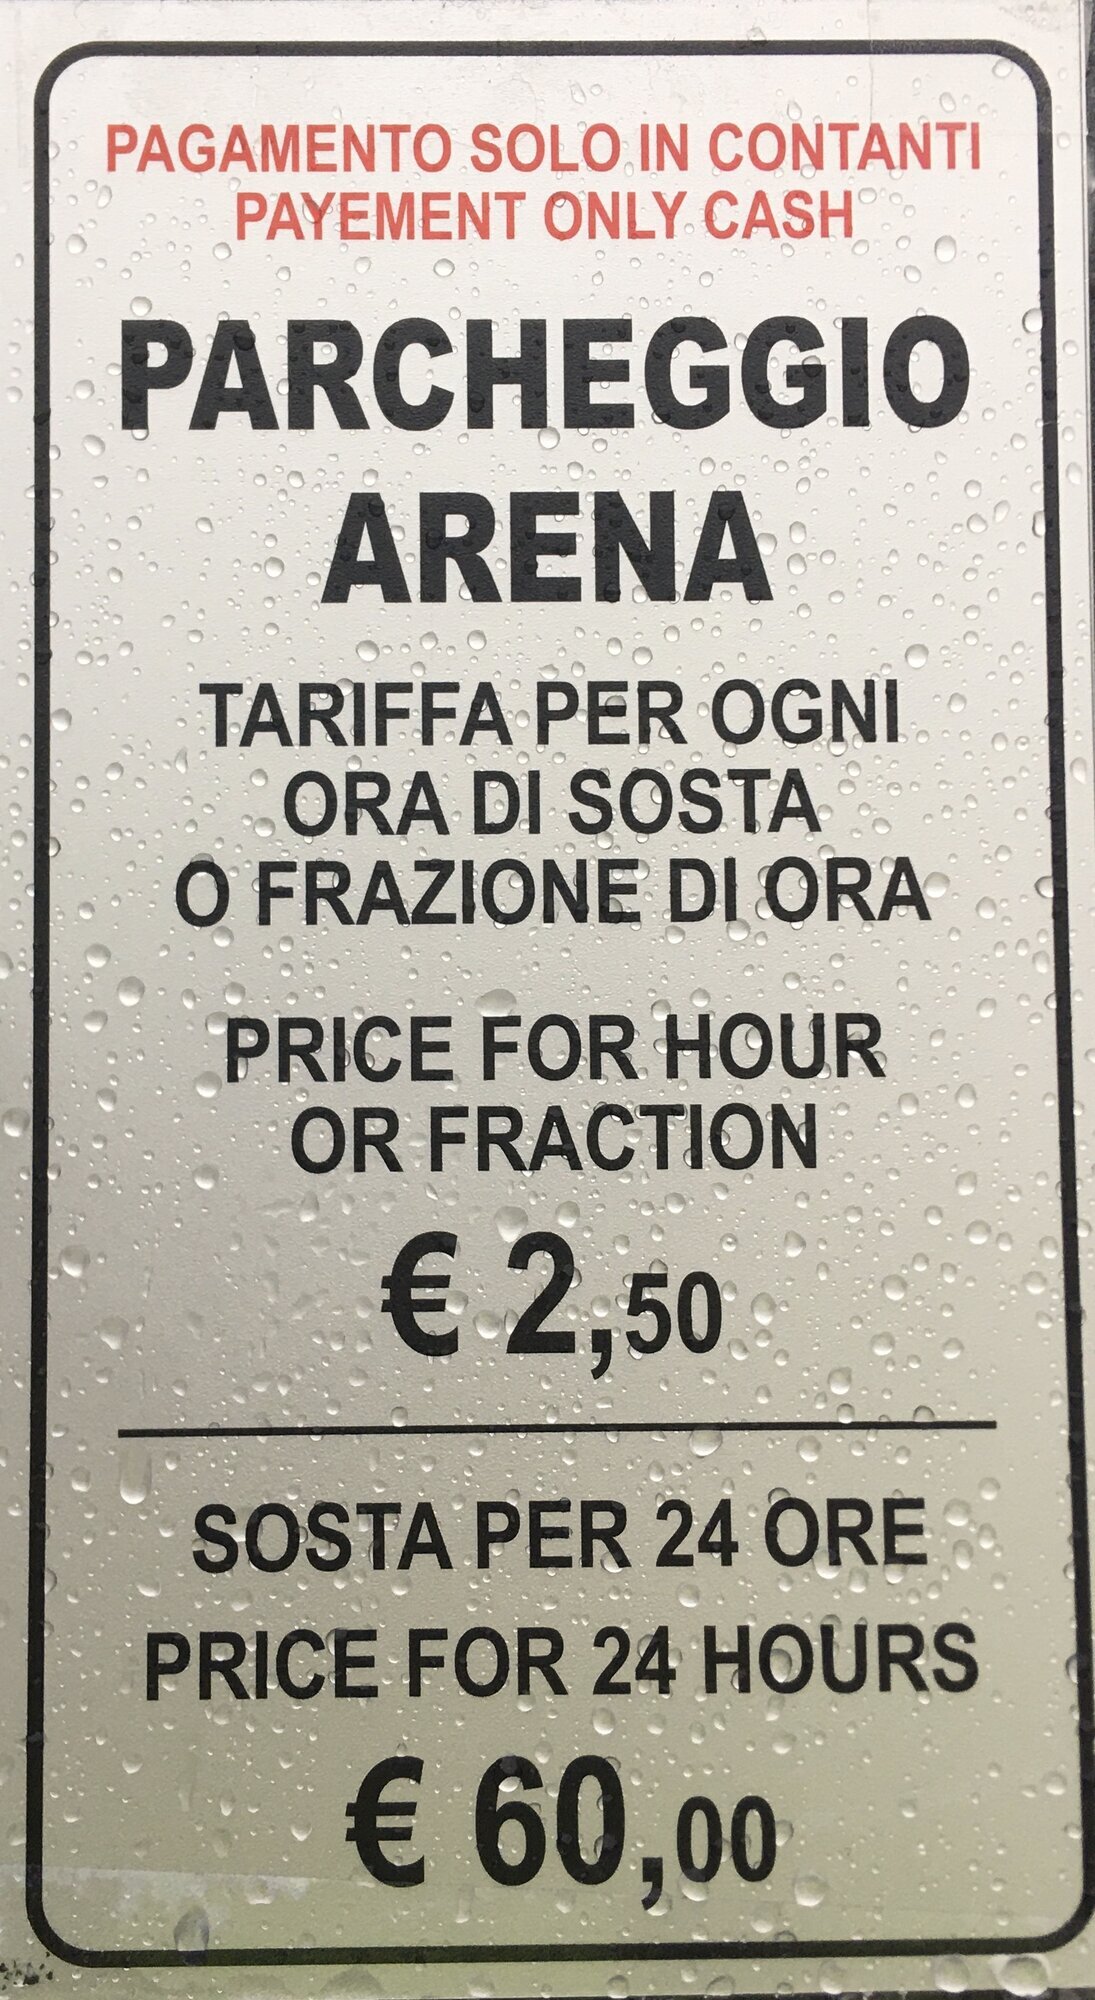 PAGAMENTO SOLO IN CONTANTI
PAYEMENT ONLY CASH
PARCHEGGIO
ARENA
TARIFFA PER OGNI
ORA DI SOSTA
O FRAZIONE DI ORA
PRICE FOR HOUR
OR FRACTION
€ 2,50
SOSTA PER 24 ORE
PRICE FOR 24 HOURS
€ 60,00